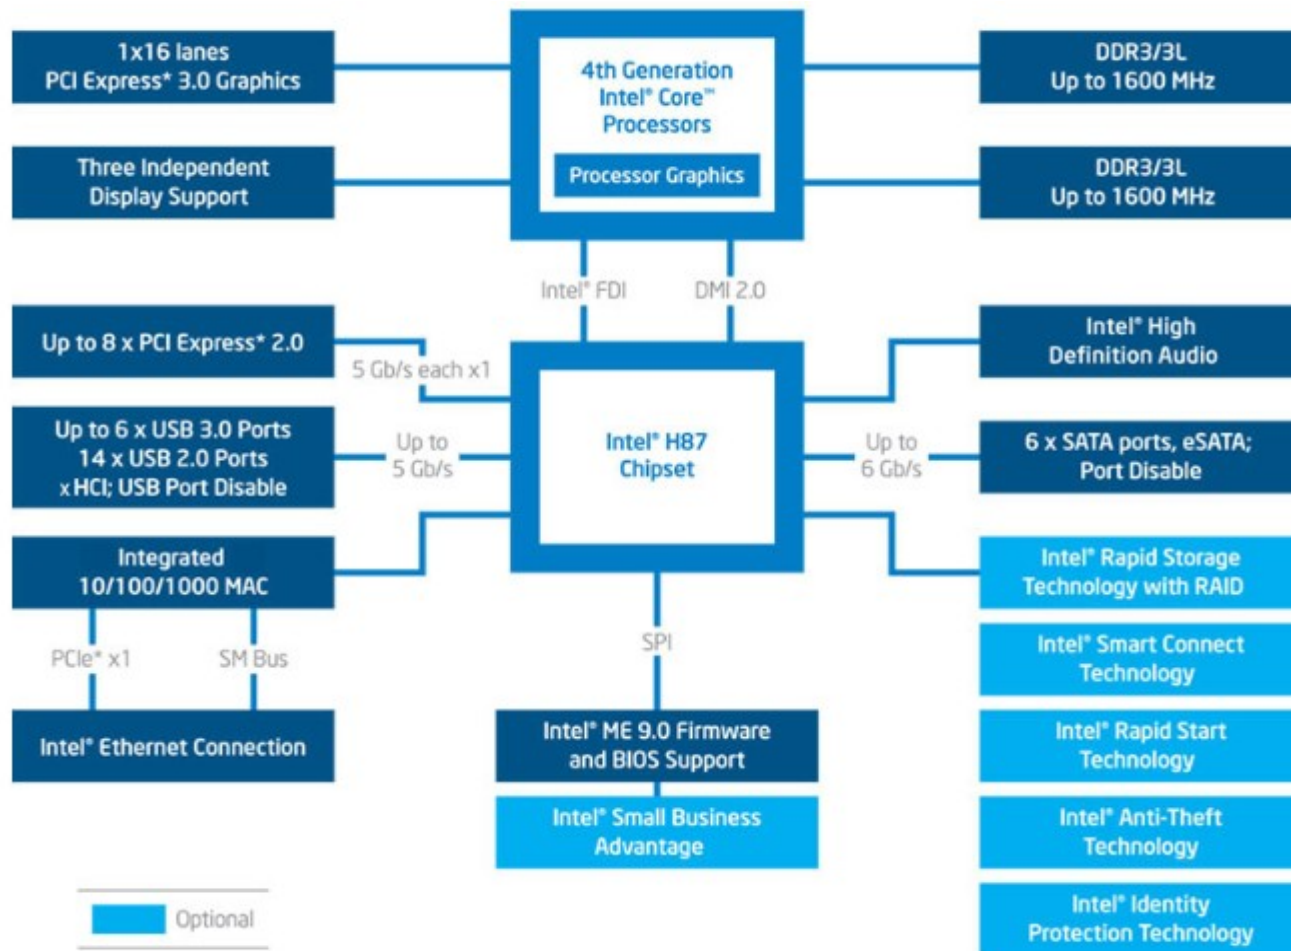 1x16 lanes
PCI Express* 3.0 Graphics
4th Generation
Intel® Core™
Processors
Processor Graphics
DDR3/3L
Up to 1600 MHz
Three Independent
Display Support
DDR3/3L
Up to 1600 MHz
Intel® FDI
DMI 2.0
Up to 8 x PCI Express* 2.0
5 Gb/s each x1
Intel® High
Definition Audio
Up to 6 x USB 3.0 Ports
14 x USB 2.0 Ports
xHCI; USB Port Disable
Up to
5 Gb/s
Intel® H87
Chipset
Up to
6 Gb/s
6 x SATA ports, eSATA;
Port Disable
Integrated
10/100/1000 MAC
Intel® Rapid Storage
Technology with RAID
PCIe* x1
SM Bus
SPI
Intel® Smart Connect
Technology
Intel® Ethernet Connection
Intel® ME 9.0 Firmware
and BIOS Support
Intel® Rapid Start
Technology
Intel® Small Business
Advantage
Intel® Anti-Theft
Technology
Optional
Intel® Identity
Protection Technology